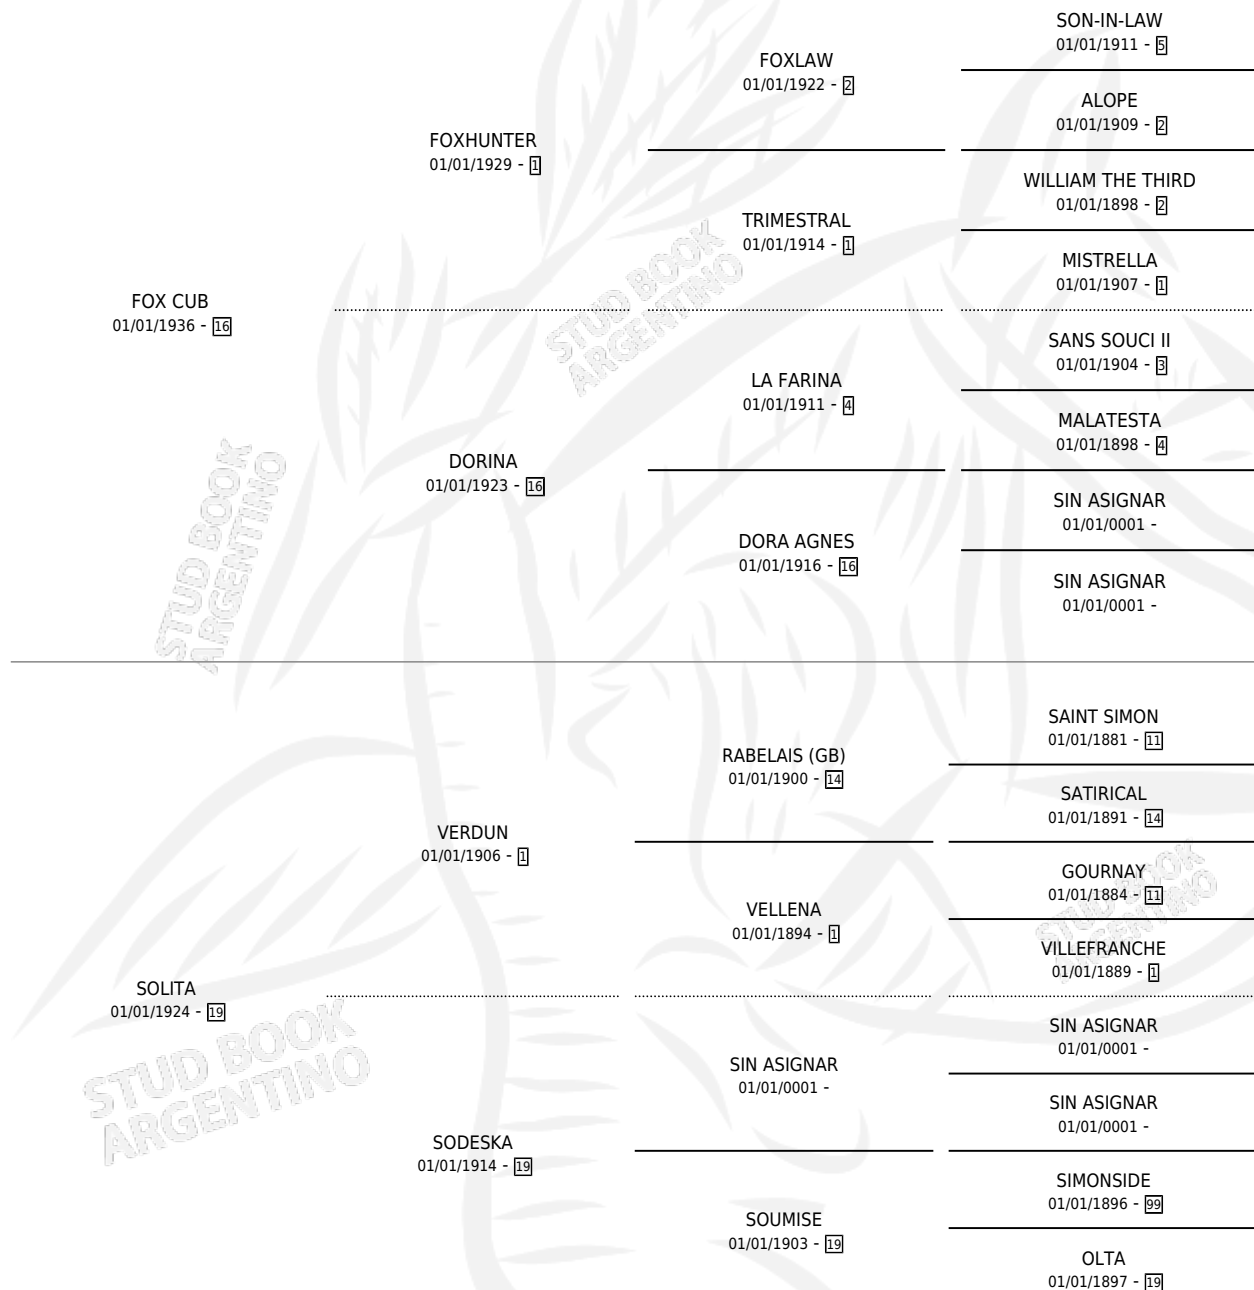 SON-IN-LAW
01/01/1911 - 5
FOXLAW
01/01/1922 - 2
ALOPE
01/01/1909 - 2
FOXHUNTER
01/01/1929 - 1
WILLIAM THE THIRD
01/01/1898 - 2
TRIMESTRAL
01/01/1914 - 1
MISTRELLA
01/01/1907 - 1
FOX CUB
01/01/1936 - 16
STUD BOOK
ARGENTINO
SANS SOUCI II
01/01/1904 - 3
LA FARINA
01/01/1911 - 4
MALATESTA
01/01/1898 - 4
DORINA
01/01/1923 - 16
SIN ASIGNAR
01/01/0001 -
DORA AGNES
01/01/1916 - 16
SIN ASIGNAR
01/01/0001 -
STUD BOOK
ARGENTINO
SAINT SIMON
01/01/1881 - 11
RABELAIS (GB)
01/01/1900 - 14
SATIRICAL
01/01/1891 - 14
VERDUN
01/01/1906 - 1
GOURNAY
01/01/1884 - 11
VELLENA
01/01/1894 - 1
STUD BOOK
ARGENTINO
VILLEFRANCHE
01/01/1889 - 1
SOLITA
01/01/1924 - 19
STUD BOOK
ARGENTINO
SIN ASIGNAR
01/01/0001 -
SIN ASIGNAR
01/01/0001 -
SIN ASIGNAR
01/01/0001 -
SODESKA
01/01/1914 - 19
SIMONSIDE
01/01/1896 - 99
SOUMISE
01/01/1903 - 19
OLTA
01/01/1897 - 19